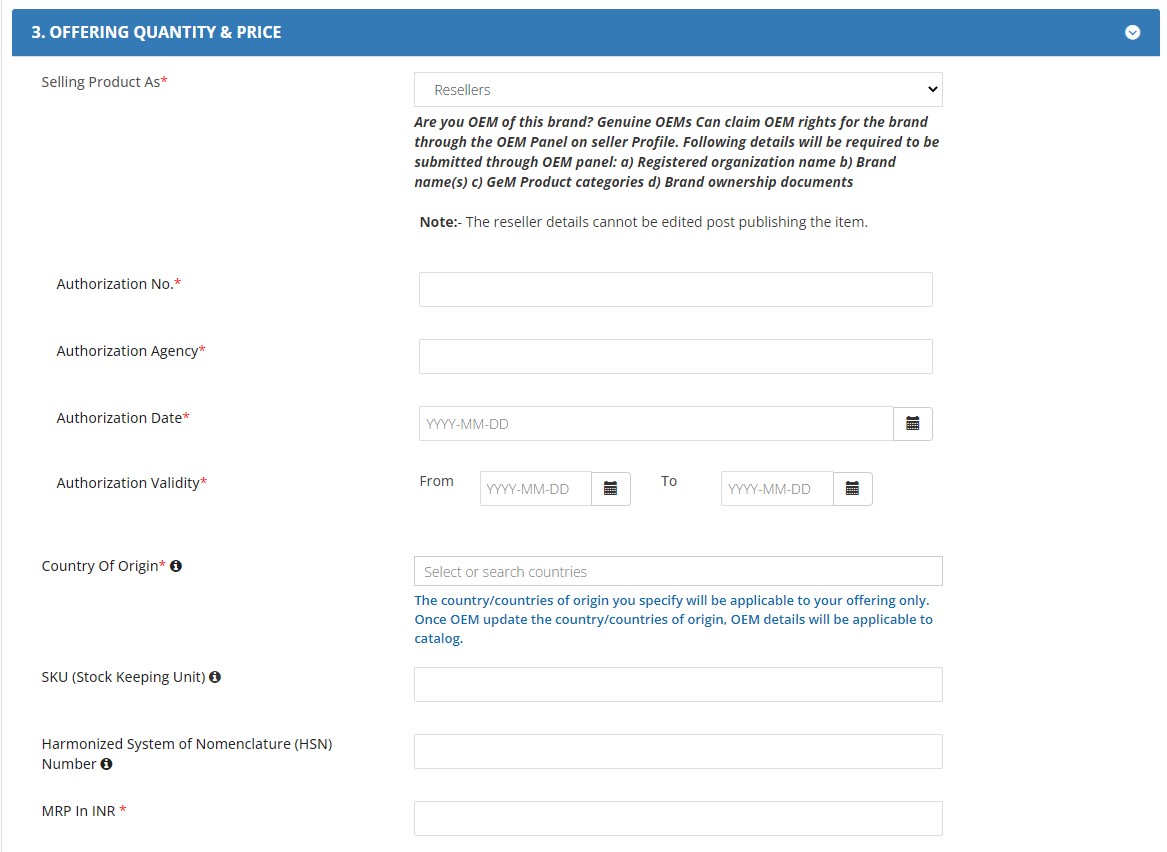 3. OFFERING QUANTITY & PRICE
Selling Product As*
Resellers
Are you OEM of this brand? Genuine OEMs Can claim OEM rights for the brand
through the OEM Panel on seller Profile. Following details will be required to be
submitted through OEM panel: a) Registered organization name b) Brand
name(s) c) GeM Product categories d) Brand ownership documents
Note:- The reseller details cannot be edited post publishing the item.
Authorization No.*
Authorization Agency*
Authorization Date*
YYYY-MM-DD
Authorization Validity*
From YYYY-MM-DD To YYYY-MM-DD
Country Of Origin*
Select or search countries
The country/countries of origin you specify will be applicable to your offering only.
Once OEM update the country/countries of origin, OEM details will be applicable to
catalog.
SKU (Stock Keeping Unit)
Harmonized System of Nomenclature (HSN)
Number
MRP In INR *